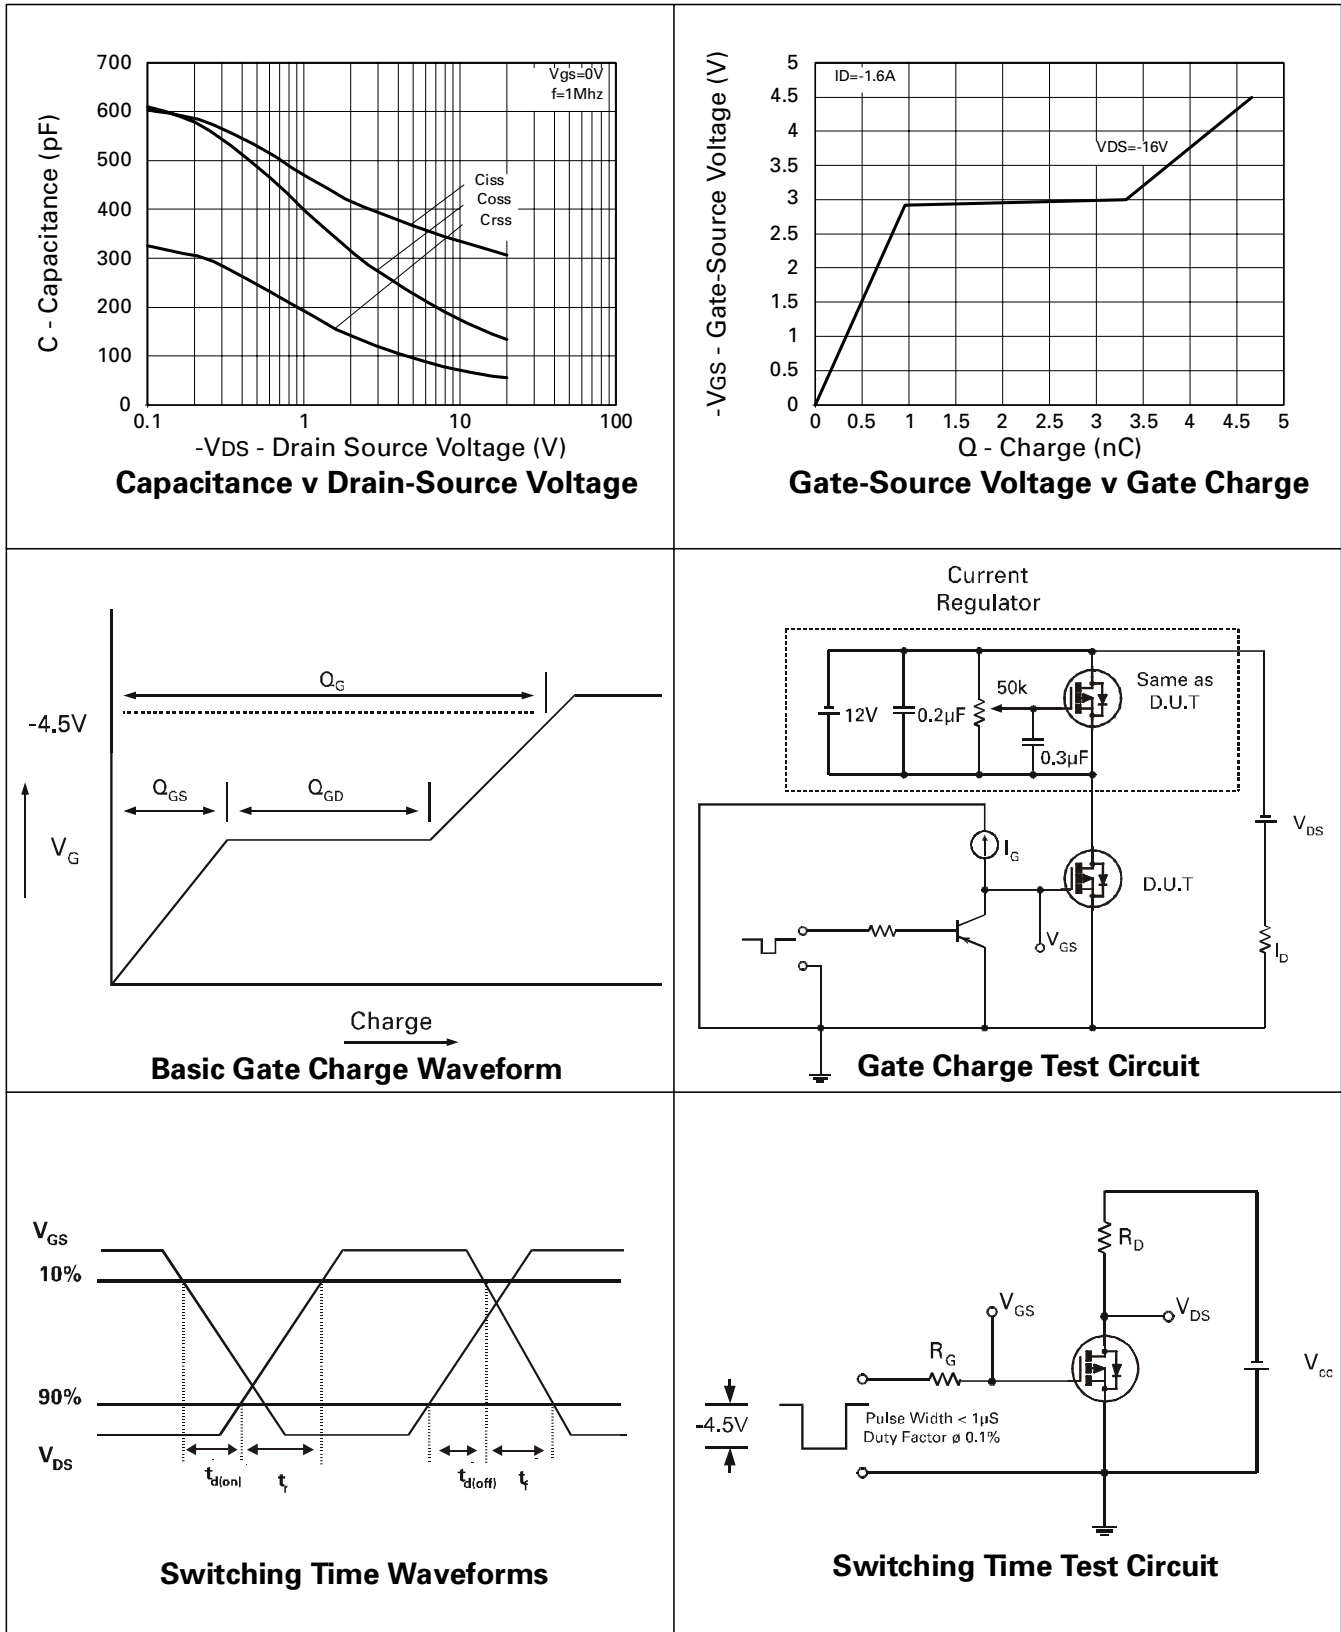 700
600
500
400
300
200
100
0
C - Capacitance (pF)
Vgs=0V
f=1Mhz
Ciss
Coss
Crss
0.1 1 10 100
-VDS - Drain Source Voltage (V)
Capacitance v Drain-Source Voltage
5
4.5
4
3.5
3
2.5
2
1.5
1
0.5
0
-VGS - Gate-Source Voltage (V)
ID=-1.6A
VDS=-16V
0 0.5 1 1.5 2 2.5 3 3.5 4 4.5 5
Q - Charge (nC)
Gate-Source Voltage v Gate Charge
QG
-4.5V
QGS QGD
VG
Charge
Basic Gate Charge Waveform
Current
Regulator
12V 0.2µF 50k
0.3µF
Same as
D.U.T
IG
VGS
D.U.T
VDS
ID
Gate Charge Test Circuit
VGS
10%
90%
VDS
td(on) tr td(off) tf
Switching Time Waveforms
RD
VGS
VDS
RG
VCC
-4.5V
Pulse Width < 1µS
Duty Factor ø 0.1%
Switching Time Test Circuit